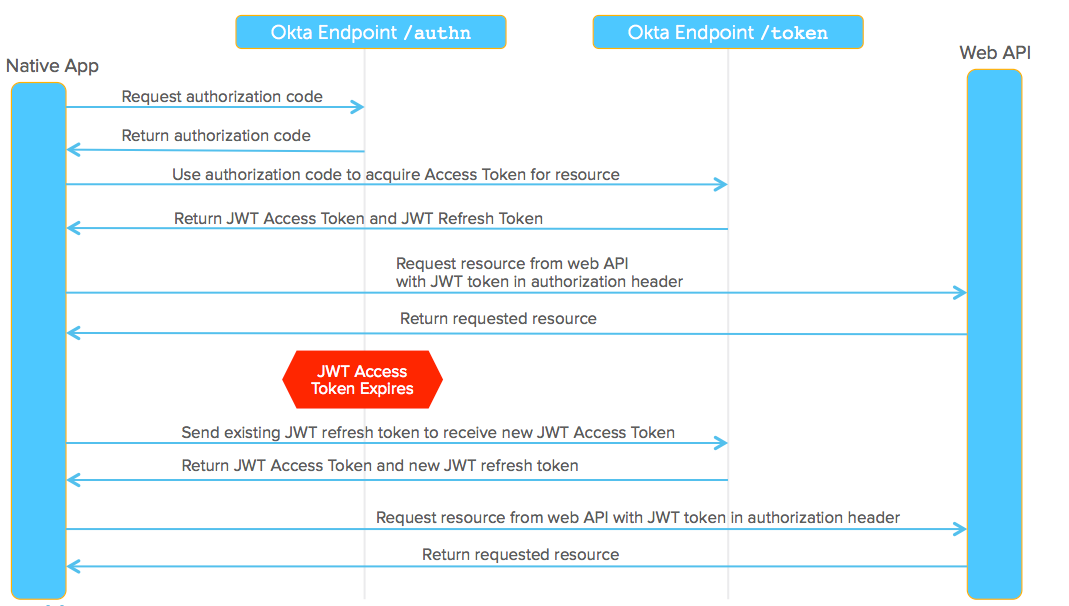 Okta Endpoint /authn
Okta Endpoint /token
Native App
Web API
Request authorization code
Return authorization code
Use authorization code to acquire Access Token for resource
Return JWT Access Token and JWT Refresh Token
Request resource from web API
with JWT token in authorization header
Return requested resource
JWT Access
Token Expires
Send existing JWT refresh token to receive new JWT Access Token
Return JWT Access Token and new JWT refresh token
Request resource from web API with JWT token in authorization header
Return requested resource